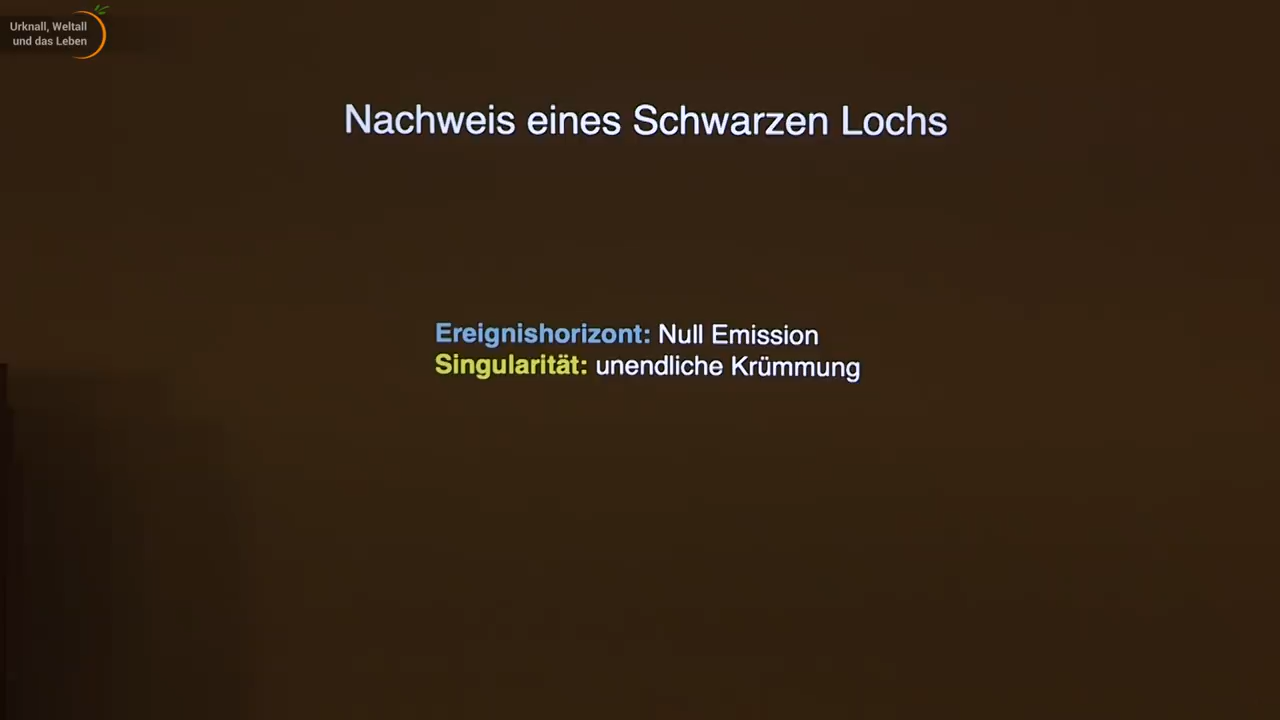 Urknall, Weltall
und das Leben
Nachweis eines Schwarzen Lochs
Ereignishorizont: Null Emission
Singularität: unendliche Krümmung